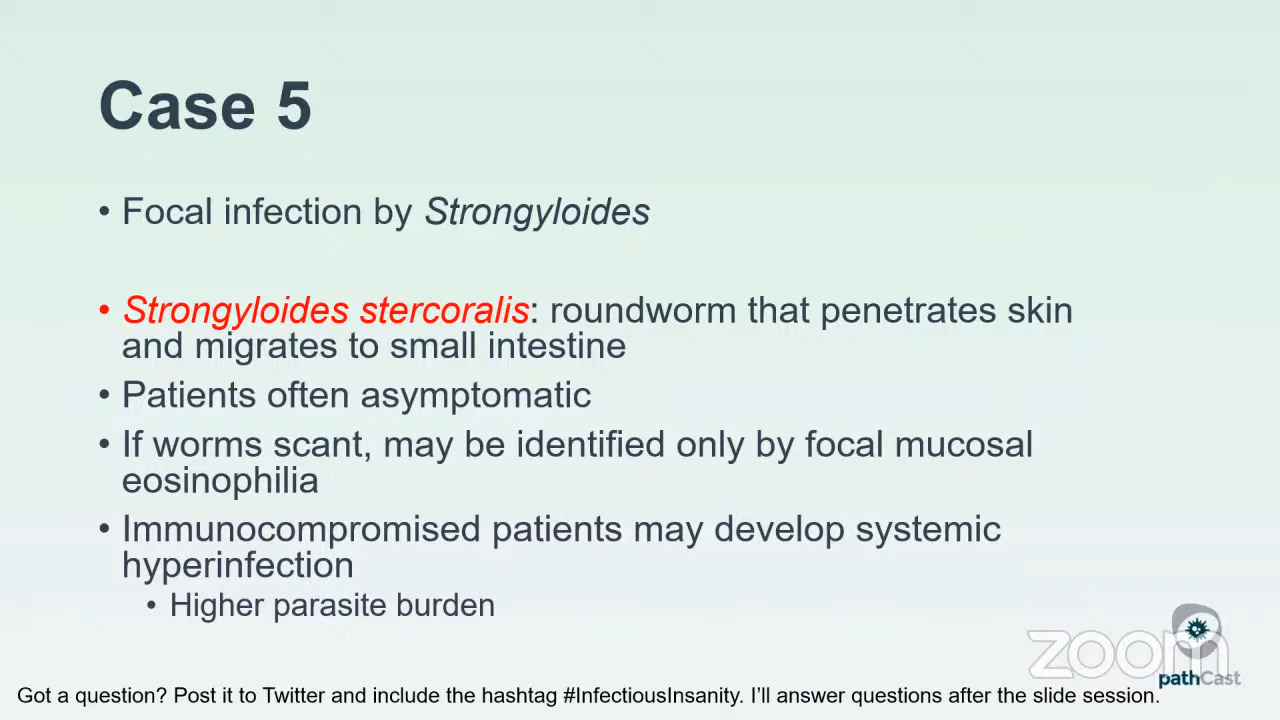 Case 5
• Focal infection by Strongyloides
• Strongyloides stercoralis: roundworm that penetrates skin
and migrates to small intestine
• Patients often asymptomatic
• If worms scant, may be identified only by focal mucosal
eosinophilia
• Immunocompromised patients may develop systemic
hyperinfection
• Higher parasite burden
zoom
pathCast
Got a question? Post it to Twitter and include the hashtag #InfectiousInsanity. I’ll answer questions after the slide session.